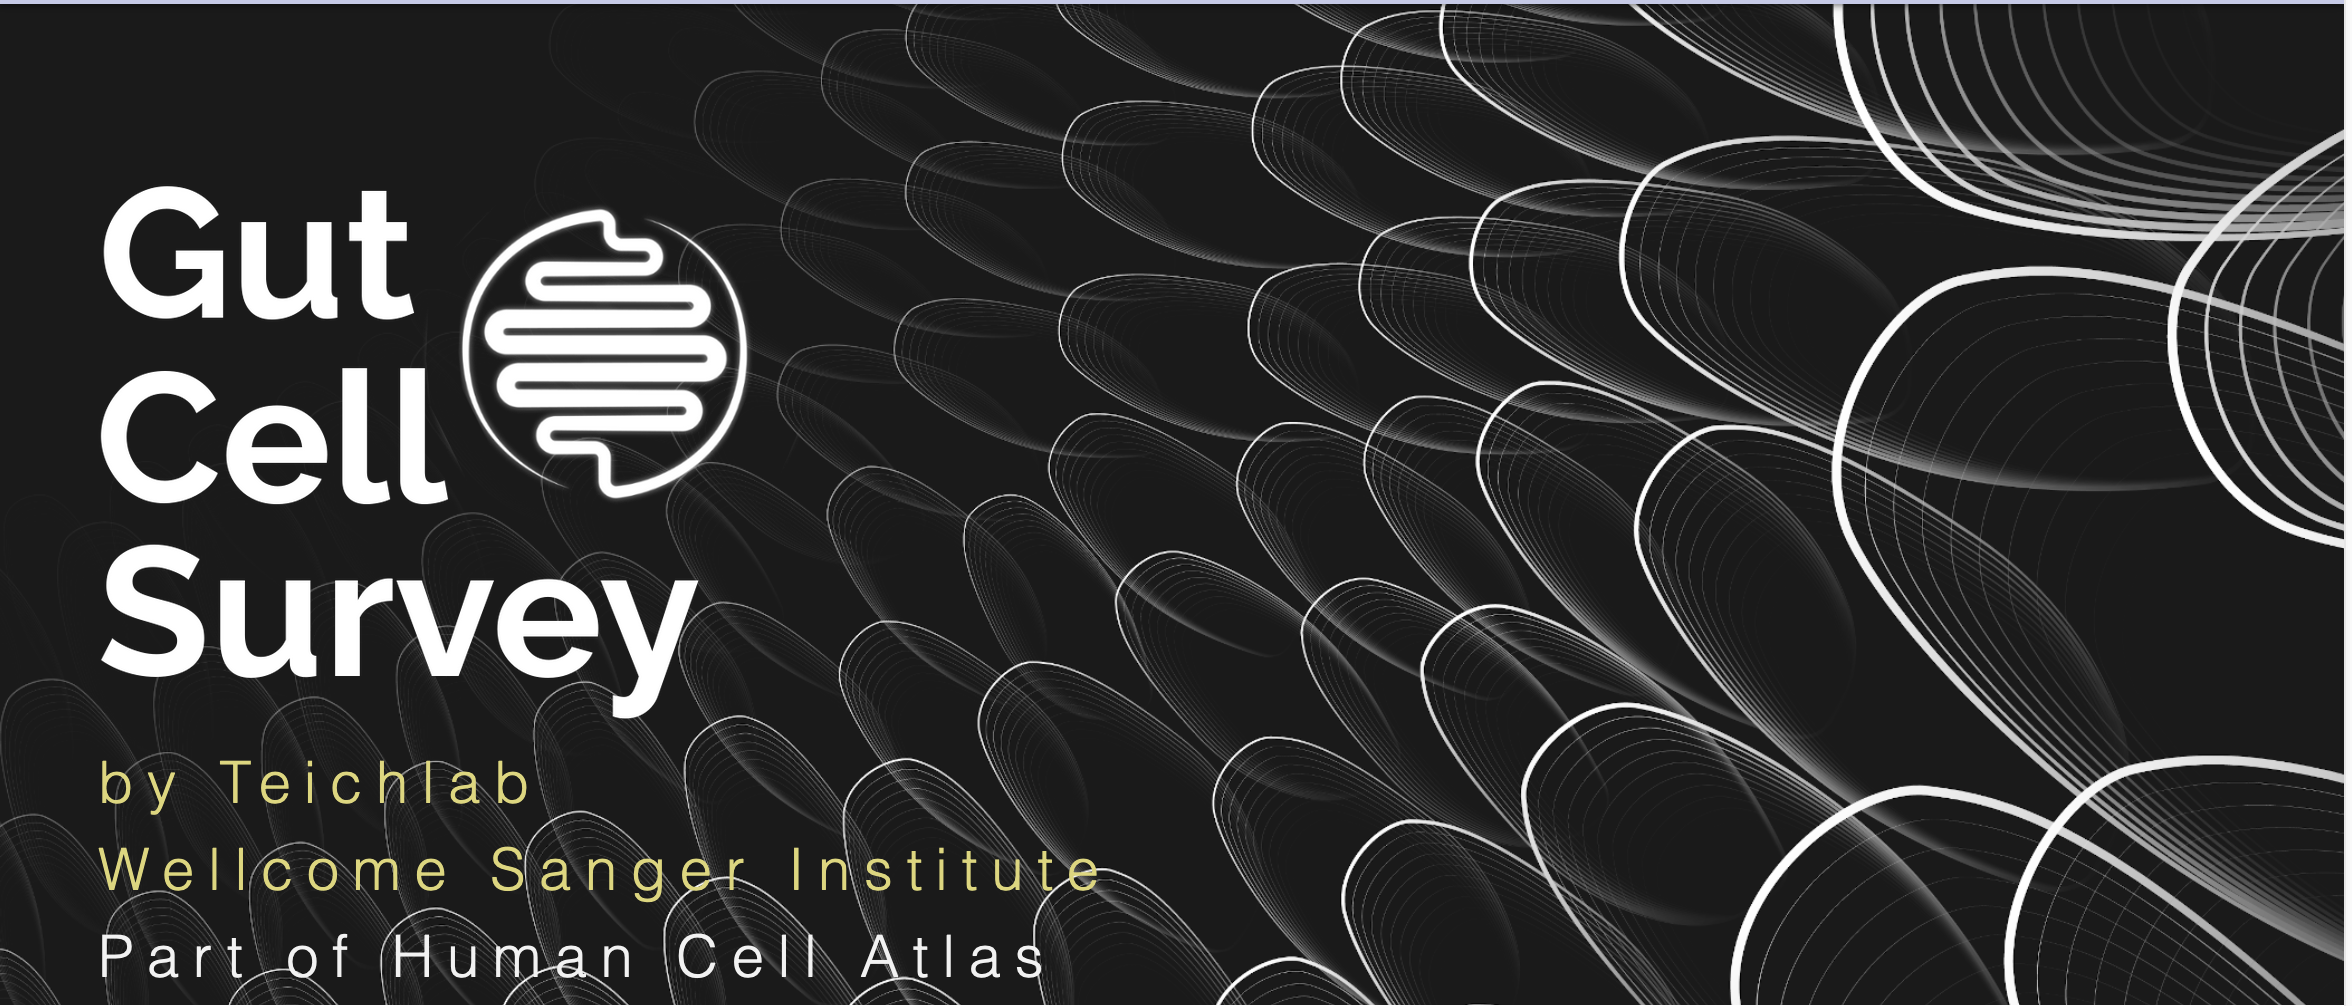 Gut
Cell
Survey
by Teichlab
Wellcome Sanger Institute
Part of Human Cell Atlas